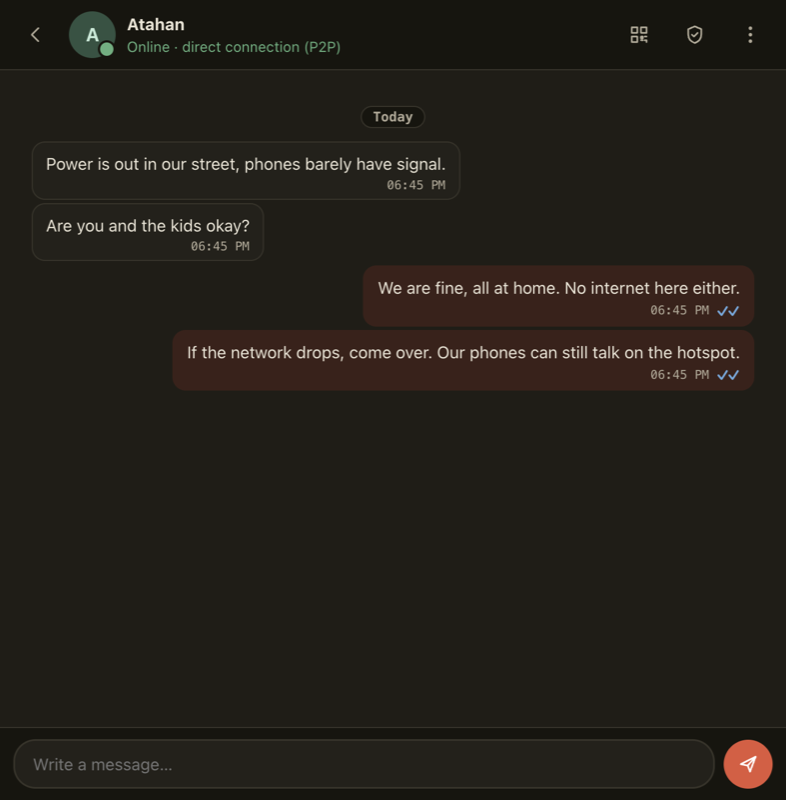 A
Atahan
Online · direct connection (P2P)
Today
Power is out in our street, phones barely have signal.
06:45 PM
Are you and the kids okay?
06:45 PM
We are fine, all at home. No internet here either.
06:45 PM
If the network drops, come over. Our phones can still talk on the hotspot.
06:45 PM
Write a message...